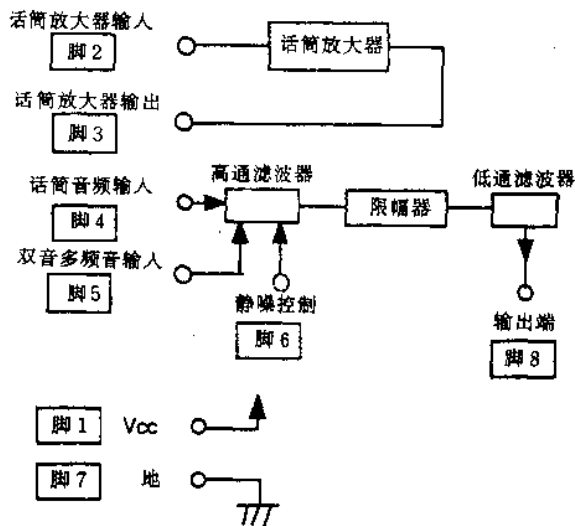 话筒放大器输入
脚2
话筒放大器
话筒放大器输出
脚3
话筒音频输入
脚4
高通滤波器
限幅器
低通滤波器
双音多频音输入
脚5
静噪控制
脚6
输出端
脚8
脚1 Vcc
脚7 地